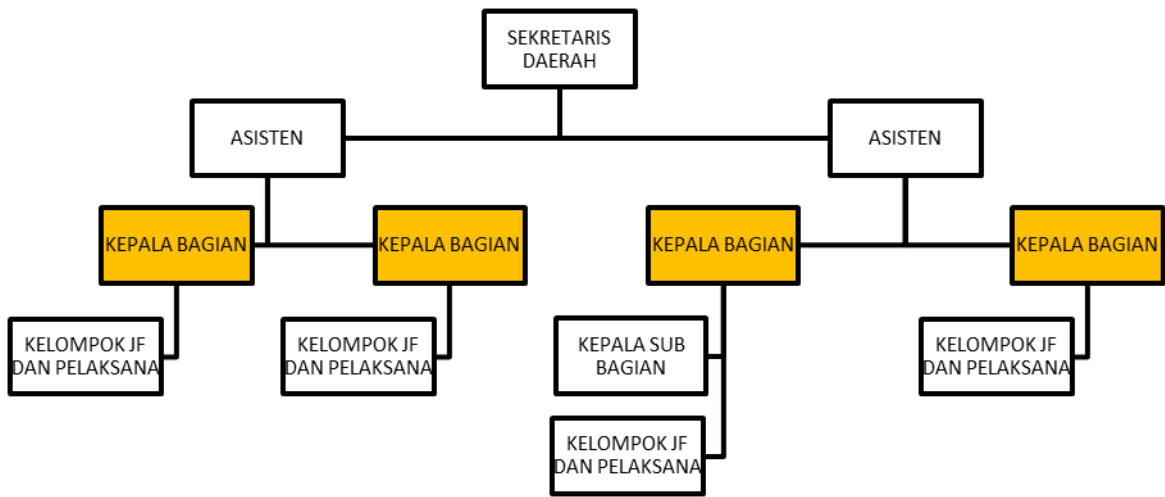 SEKRETARIS
DAERAH
ASISTEN
ASISTEN
KEPALA BAGIAN
KEPALA BAGIAN
KEPALA BAGIAN
KEPALA BAGIAN
KELOMPOK JF
DAN PELAKSANA
KELOMPOK JF
DAN PELAKSANA
KEPALA SUB
BAGIAN
KELOMPOK JF
DAN PELAKSANA
KELOMPOK JF
DAN PELAKSANA